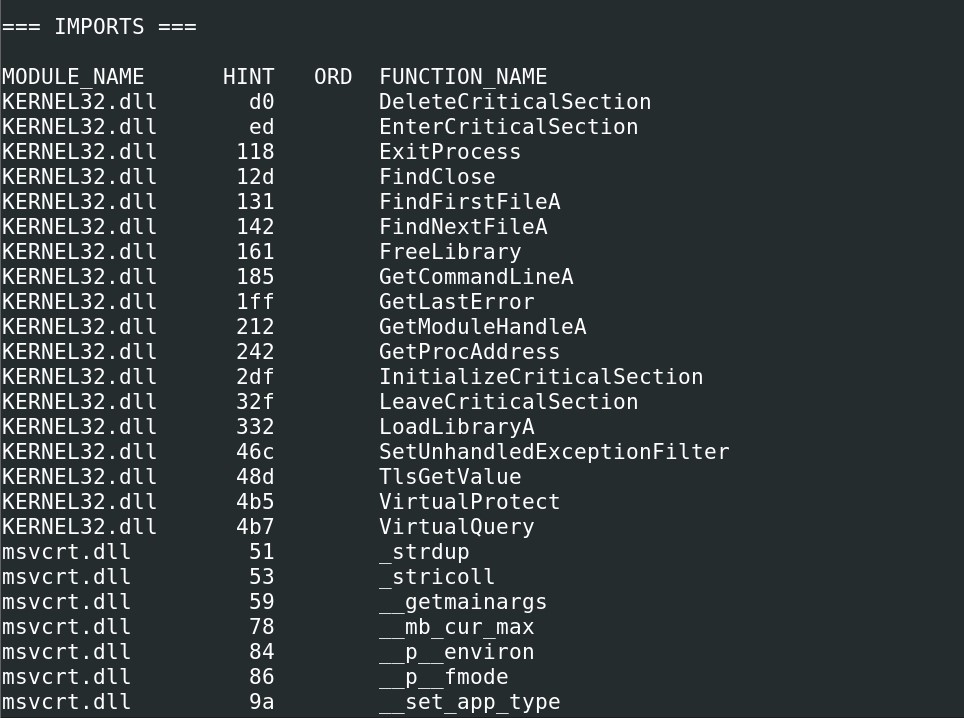 === IMPORTS ===
MODULE_NAME HINT ORD FUNCTION_NAME
KERNEL32.dll d0 DeleteCriticalSection
KERNEL32.dll ed EnterCriticalSection
KERNEL32.dll 118 ExitProcess
KERNEL32.dll 12d FindClose
KERNEL32.dll 131 FindFirstFileA
KERNEL32.dll 142 FindNextFileA
KERNEL32.dll 161 FreeLibrary
KERNEL32.dll 185 GetCommandLineA
KERNEL32.dll 1ff GetLastError
KERNEL32.dll 212 GetModuleHandleA
KERNEL32.dll 242 GetProcAddress
KERNEL32.dll 2df InitializeCriticalSection
KERNEL32.dll 32f LeaveCriticalSection
KERNEL32.dll 332 LoadLibraryA
KERNEL32.dll 46c SetUnhandledExceptionFilter
KERNEL32.dll 48d TlsGetValue
KERNEL32.dll 4b5 VirtualProtect
KERNEL32.dll 4b7 VirtualQuery
msvcrt.dll 51 _strdup
msvcrt.dll 53 _stricoll
msvcrt.dll 59 __getmainargs
msvcrt.dll 78 __mb_cur_max
msvcrt.dll 84 __p__environ
msvcrt.dll 86 __p__fmode
msvcrt.dll 9a __set_app_type